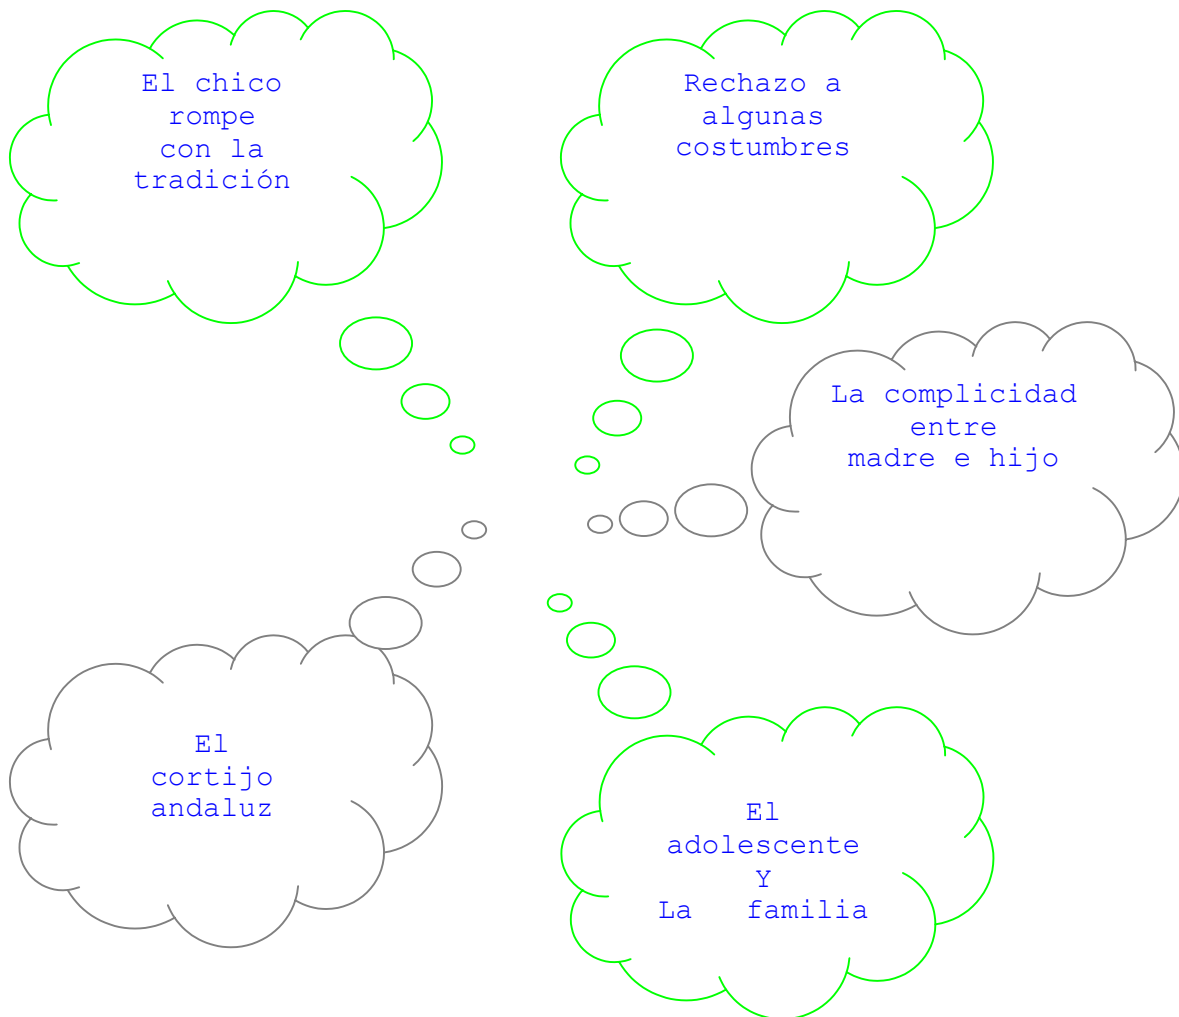 El chico
rompe
con la
tradición
Rechazo a
algunas
costumbres
La complicidad
entre
madre e hijo
El
cortijo
andaluz
El
adolescente
Y
La familia